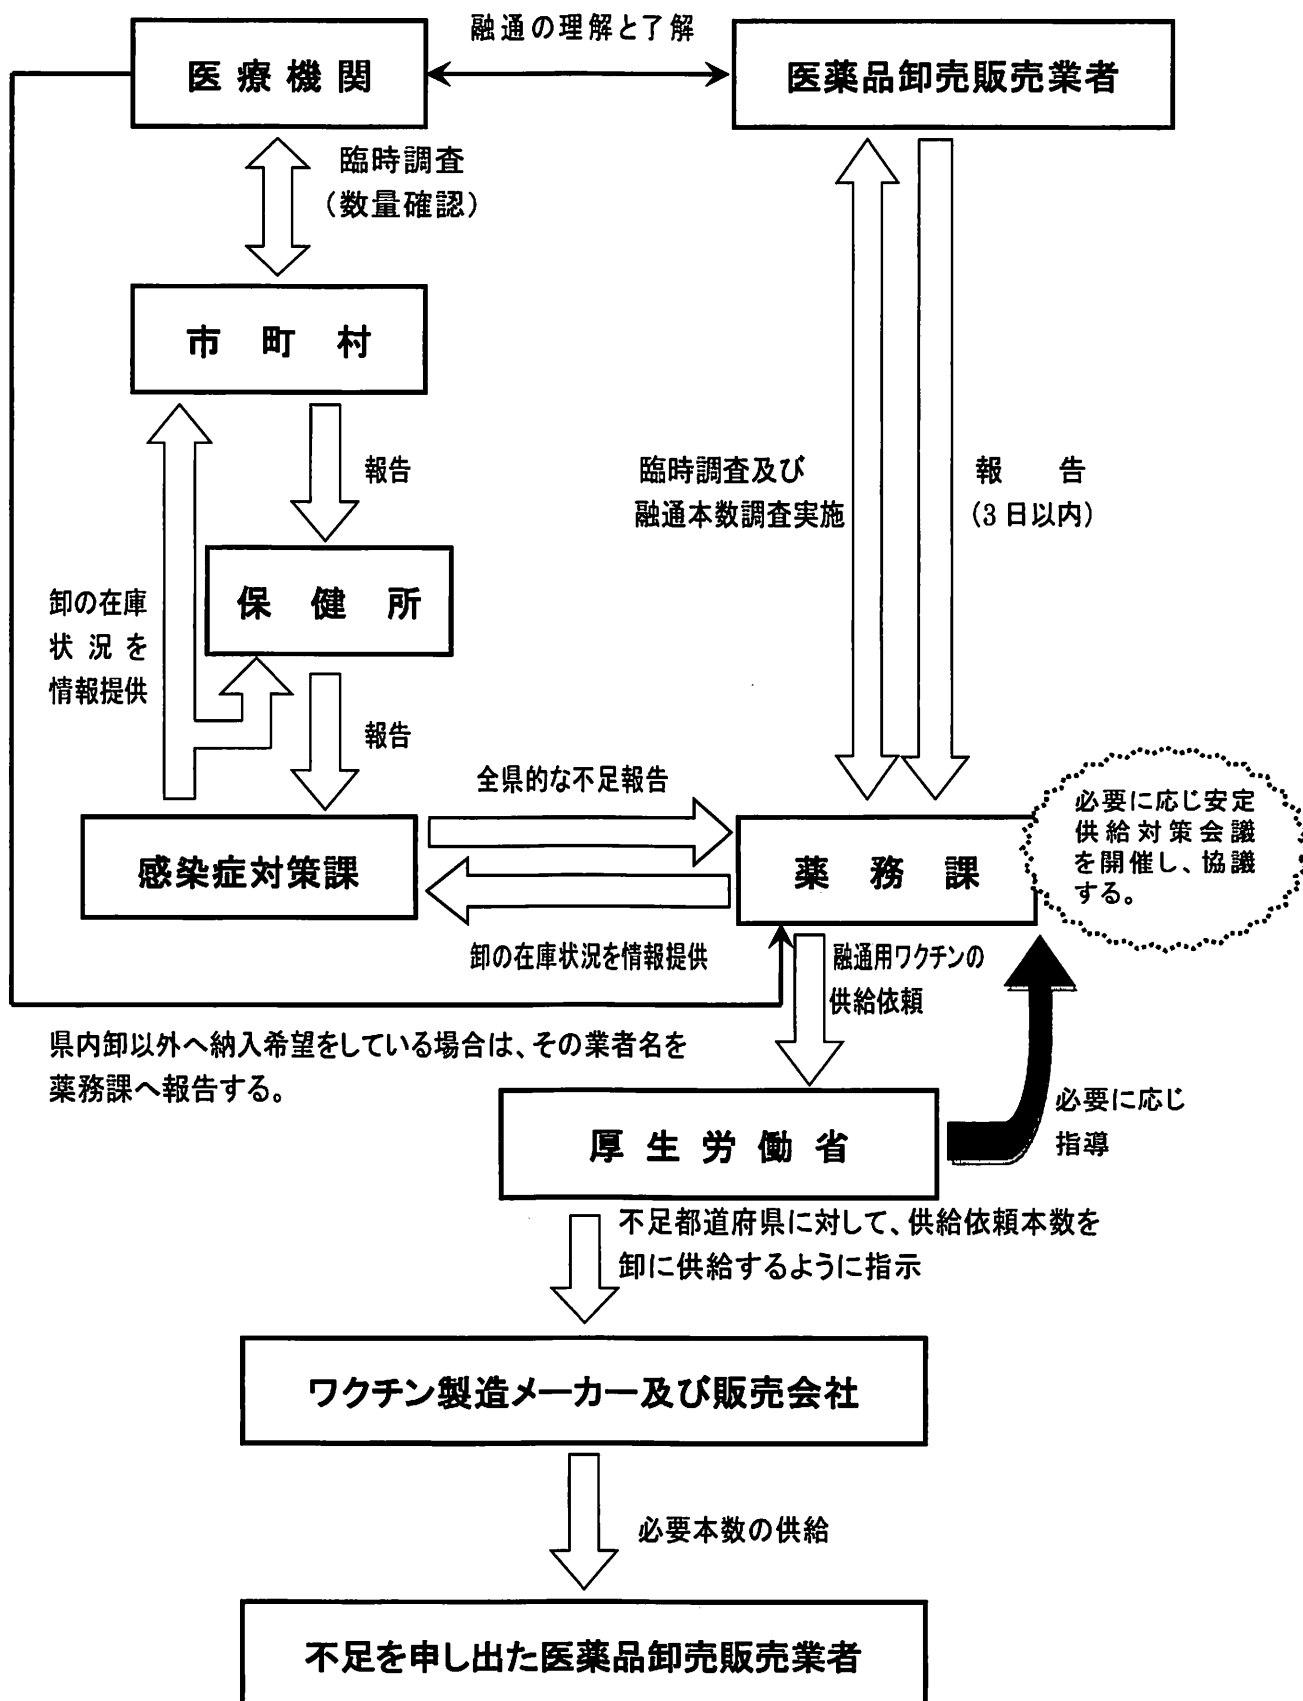 融通の理解と了解
医療機関
医薬品卸売販売業者
臨時調査
（数量確認）
市町村
報告
臨時調査及び
融通本数調査実施
報告
（3日以内）
保健所
卸の在庫
状況を
情報提供
報告
全県的な不足報告
必要に応じ安定
供給対策会議
を開催し、協議
する。
感染症対策課
薬務課
卸の在庫状況を情報提供
融通用ワクチンの
供給依頼
県内卸以外へ納入希望をしている場合は、その業者名を
薬務課へ報告する。
必要に応じ
指導
厚生労働省
不足都道府県に対して、供給依頼本数を
卸に供給するように指示
ワクチン製造メーカー及び販売会社
必要本数の供給
不足を申し出た医薬品卸売販売業者